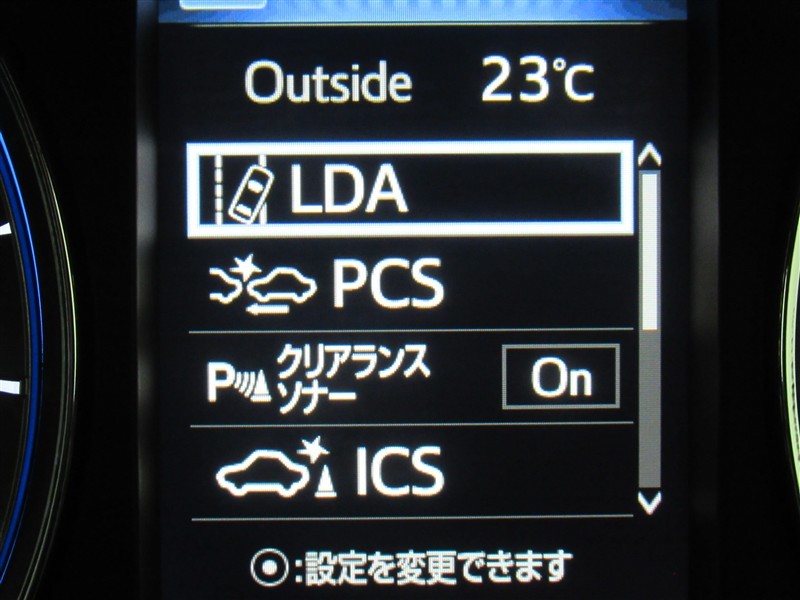 Outside 23℃
LDA
PCS
P クリアランス
ソナー On
ICS
⦿:設定を変更できます